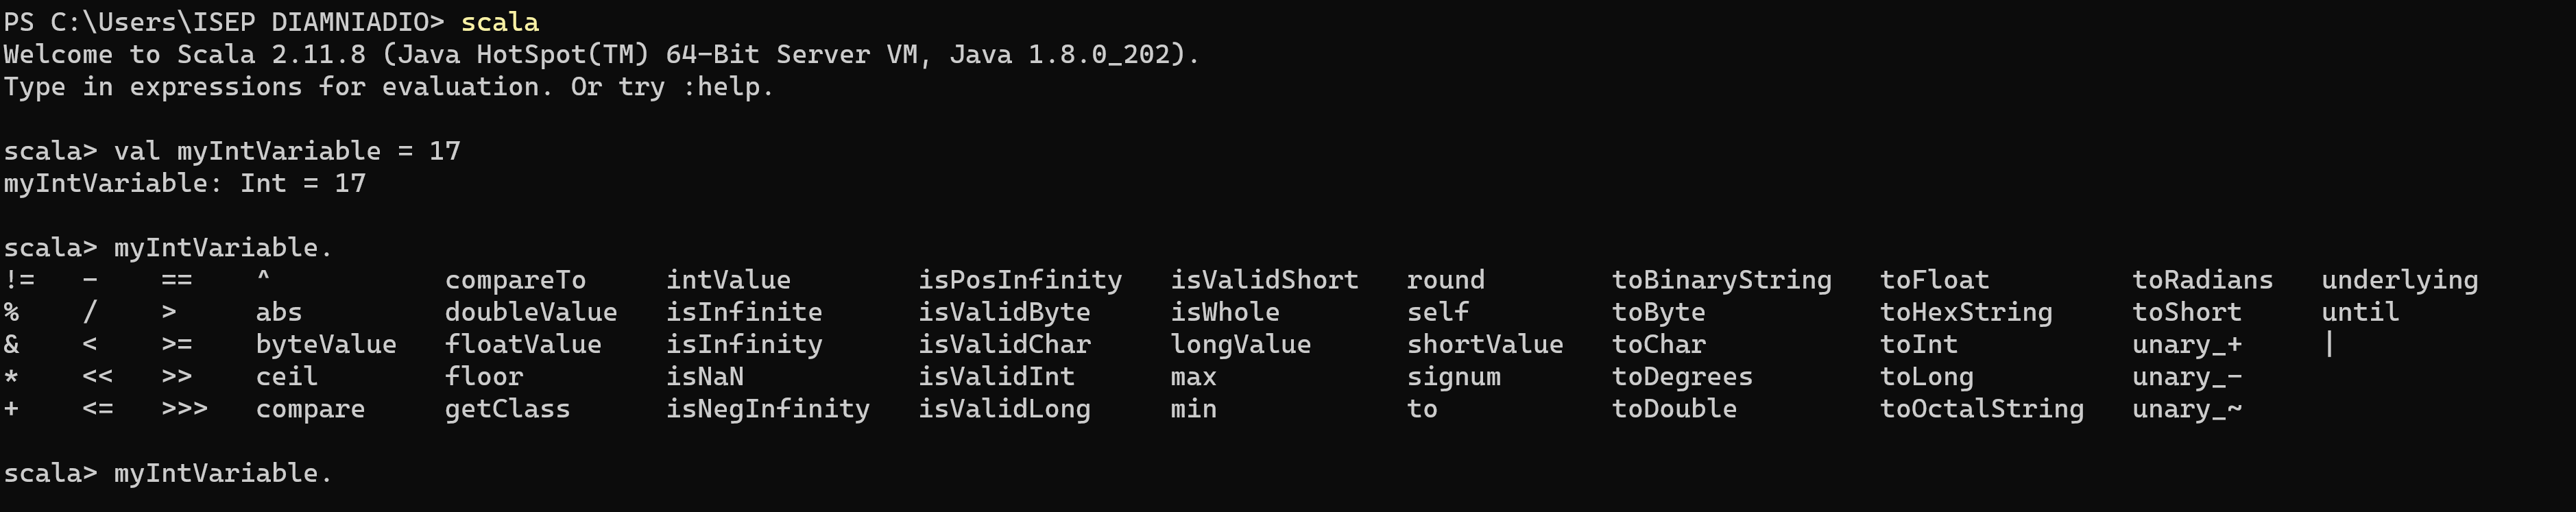 PS C:\Users\ISEP DIAMNIADIO> scala
Welcome to Scala 2.11.8 (Java HotSpot(TM) 64-Bit Server VM, Java 1.8.0_202).
Type in expressions for evaluation. Or try :help.
scala> val myIntVariable = 17
myIntVariable: Int = 17
scala> myIntVariable.
!=   -    ==    ^           compareTo     intValue        isPosInfinity   isValidShort   round        toBinaryString   toFloat         toRadians   underlying
%    /    >     abs         doubleValue   isInfinite      isValidByte     isWhole        self         toByte           toHexString     toShort     until
&    <    >=    byteValue   floatValue    isInfinity      isValidChar     longValue      shortValue   toChar           toInt           unary_+     |
*    <<   >>    ceil        floor         isNaN           isValidInt      max            signum       toDegrees        toLong          unary_-
+    <=   >>>   compare     getClass      isNegInfinity   isValidLong     min            to           toDouble         toOctalString   unary_~
scala> myIntVariable.